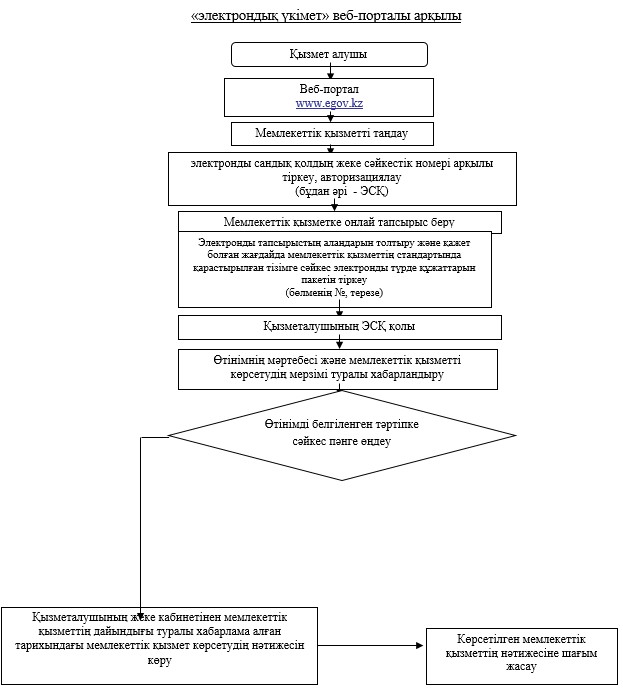 «электрондық үкімет» веб-порталы арқылы
Қызмет алушы
Веб-портал
www.egov.kz
Мемлекеттік қызметті таңдау
электронды сандық қолдың жеке сәйкестік номері арқылы
тіркеу, авторизациялау
(бұдан әрі - ЭСҚ)
Мемлекеттік қызметке онлай тапсырыс беру
Электронды тапсырыстың аландарын толтыру және қажет
болған жағдайда мемлекеттік қызметтің стандартында
қарастырылған тізімге сәйкес электронды түрде құжаттарын
пакетін тіркеу
(бөлменің №, терезе)
Қызметалушының ЭСҚ қолы
Өтінімнің мәртебесі және мемлекеттік қызметті
көрсетудің мерзімі туралы хабарландыру
Өтінімді белгіленген тәртіпке
сәйкес пәнге өңдеу
Қызметалушының жеке кабинетінен мемлекеттік
қызметтің дайындығы туралы хабарлама алған
тарихындағы мемлекеттік қызмет көрсетудің нәтижесін
көру
Көрсетілген мемлекеттік
қызметтің нәтижесіне шағым
жасау